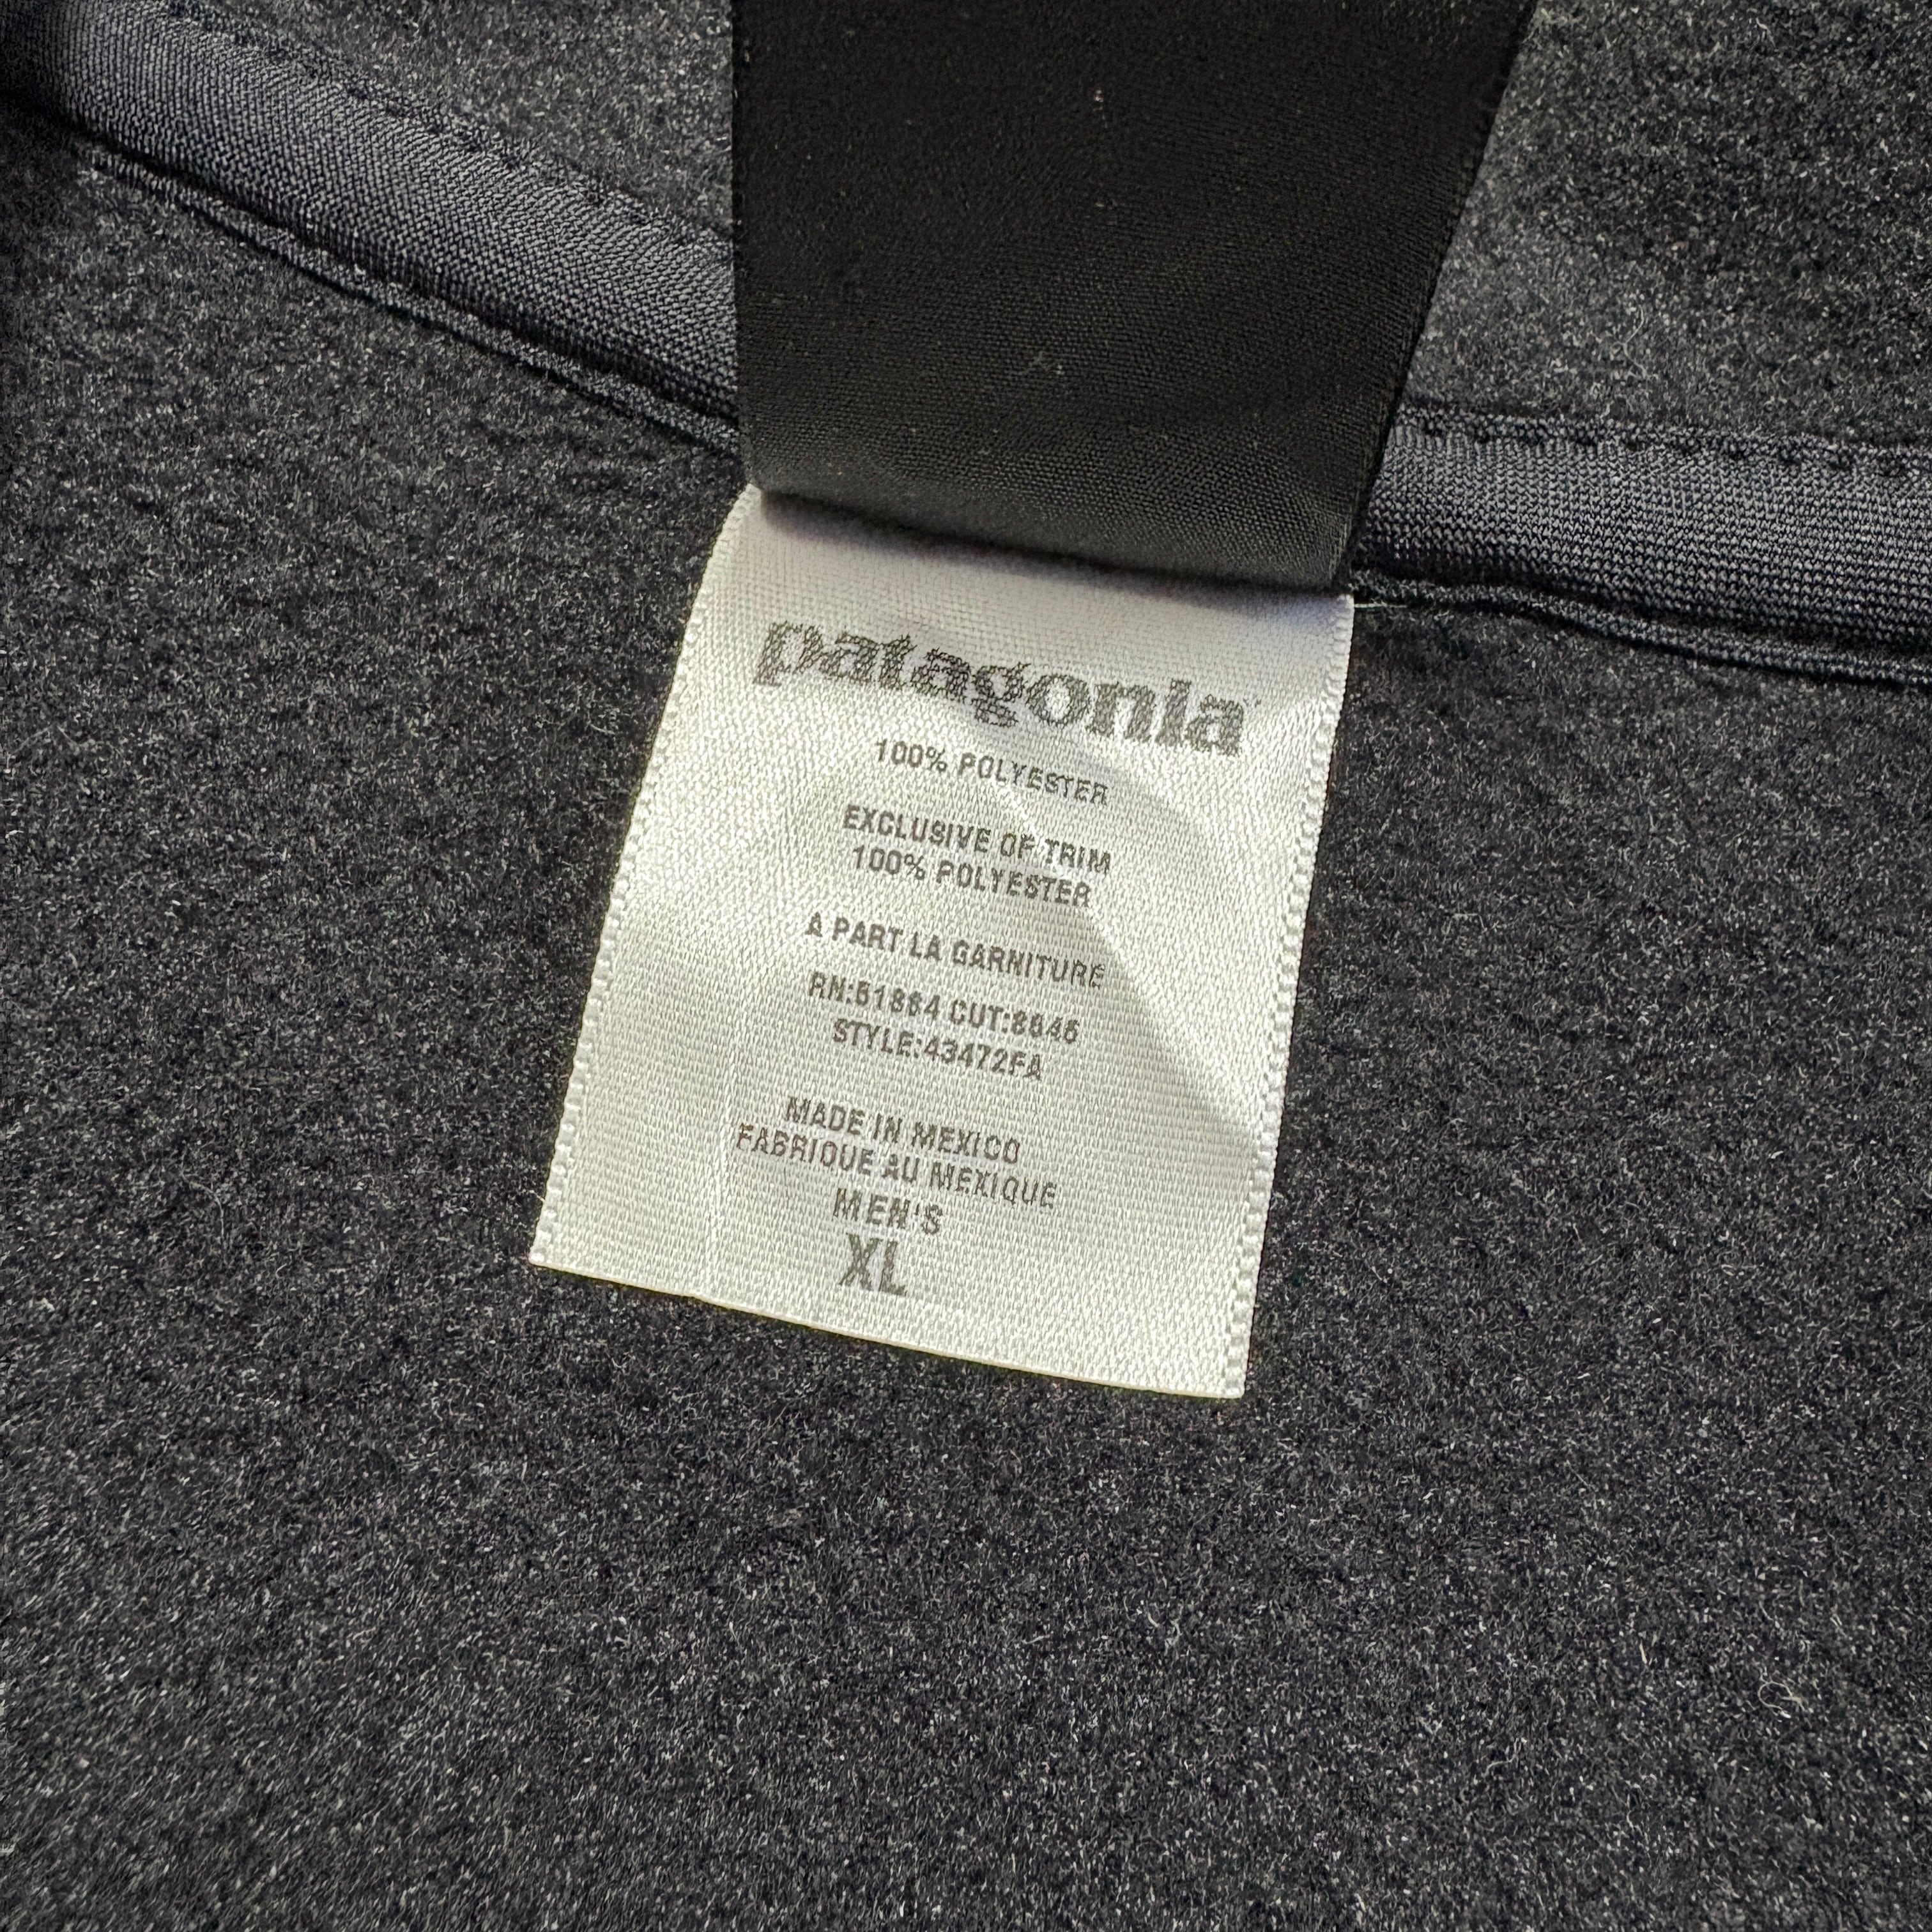 patagonia
100% POLYESTER
EXCLUSIVE OF TRIM
100% POLYESTER
À PART LA GARNITURE
RN:51884 CUT:8046
STYLE:43472FA
MADE IN MEXICO
FABRIQUE AU MEXIQUE
MEN'S
XL